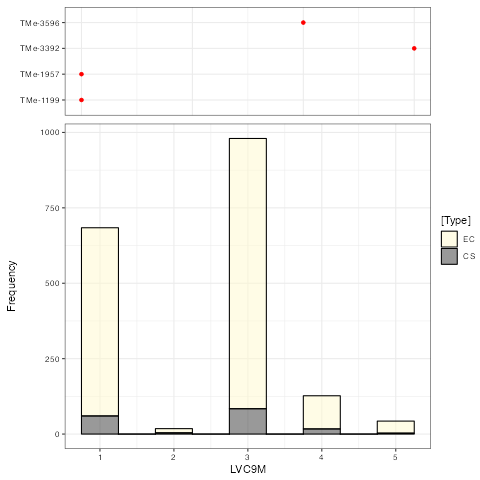 TMe-3596
TMe-3392
TMe-1957
TMe-1199
1000
750
500
250
0
Frequency
1 2 3 4 5
LVC9M
[Type]
EC
CS